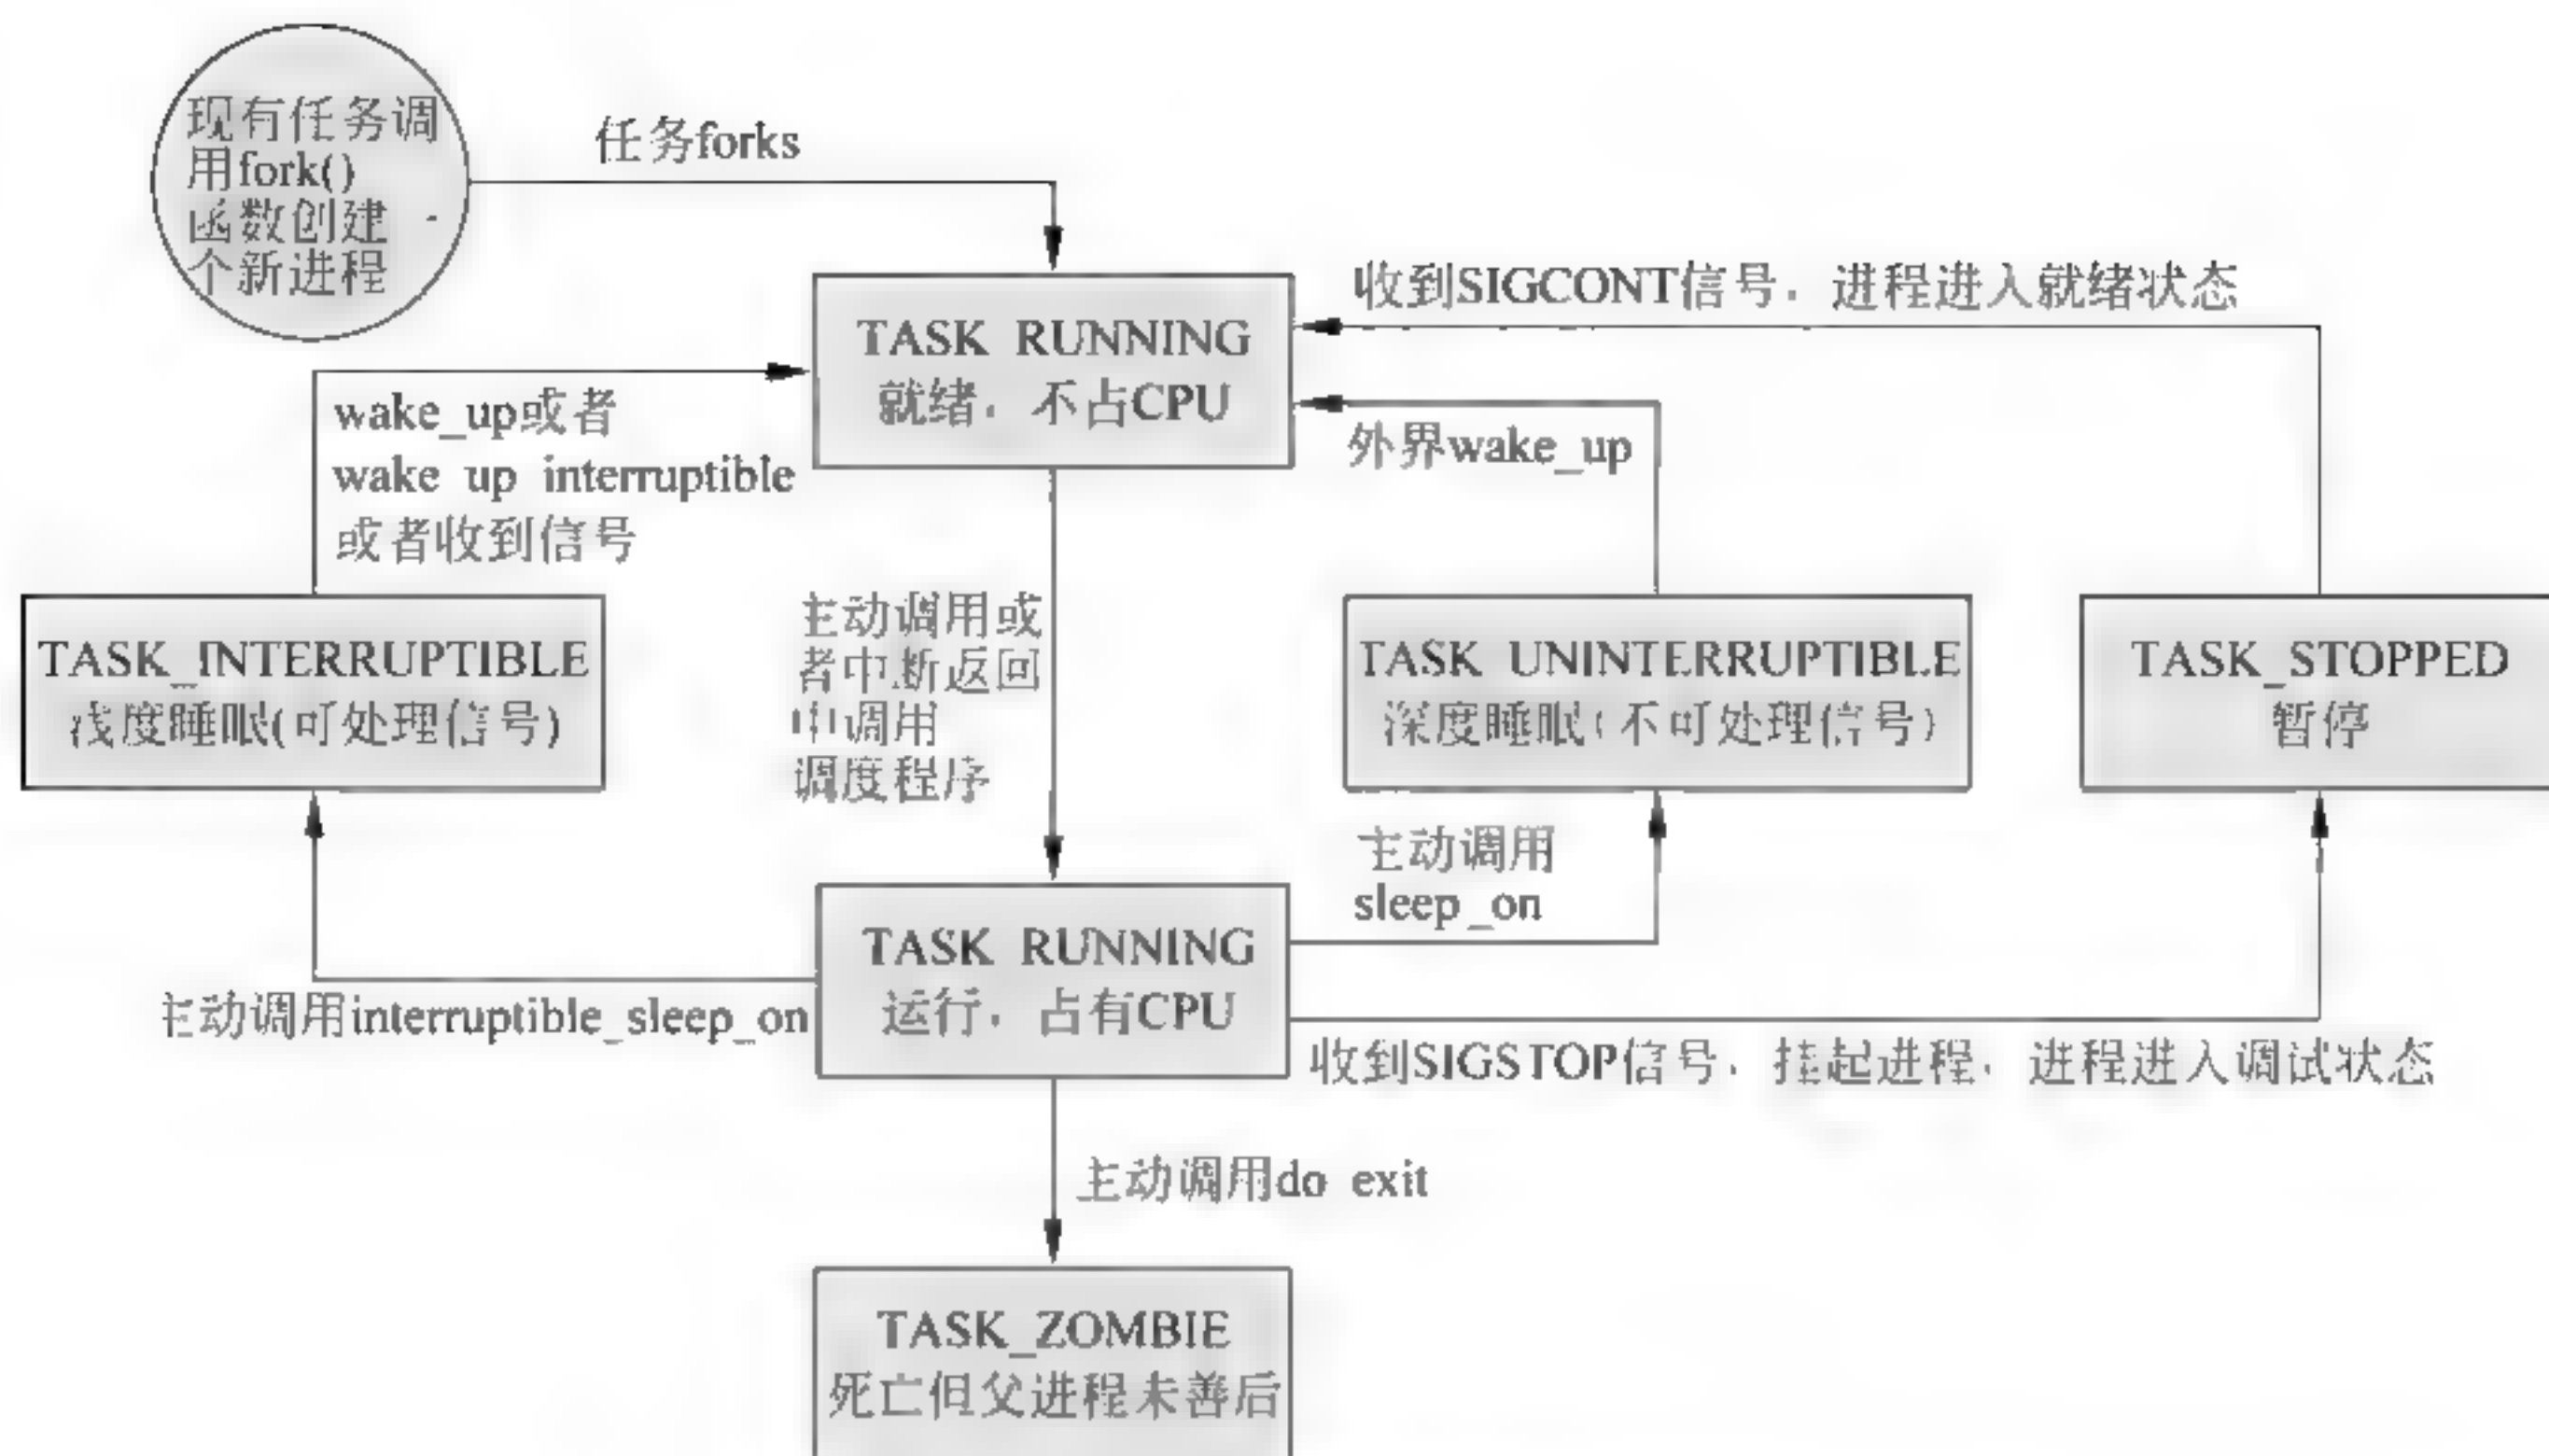 现有任务调
用fork()
函数创建一
个新进程
任务forks
收到SIGCONT信号，进程进入就绪状态
TASK RUNNING
就绪，不占CPU
wake_up或者
wake up interruptible
或者收到信号
外界wake_up
TASK_INTERRUPTIBLE
浅度睡眠(可处理信号)
主动调用或
者中断返回
中调用
调度程序
TASK UNINTERRUPTIBLE
深度睡眠(不可处理信号)
TASK_STOPPED
暂停
主动调用
sleep_on
TASK RUNNING
运行，占有CPU
主动调用interruptible_sleep_on
收到SIGSTOP信号，挂起进程，进程进入调试状态
主动调用do exit
TASK_ZOMBIE
死亡但父进程未善后